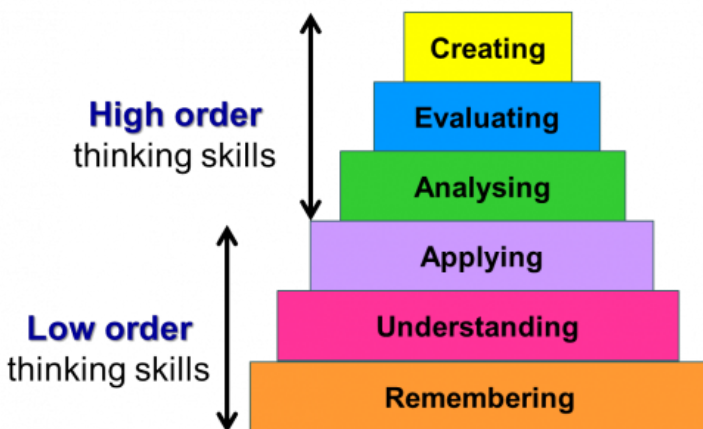 Creating
Evaluating
High order
thinking skills
Analysing
Applying
Understanding
Low order
thinking skills
Remembering